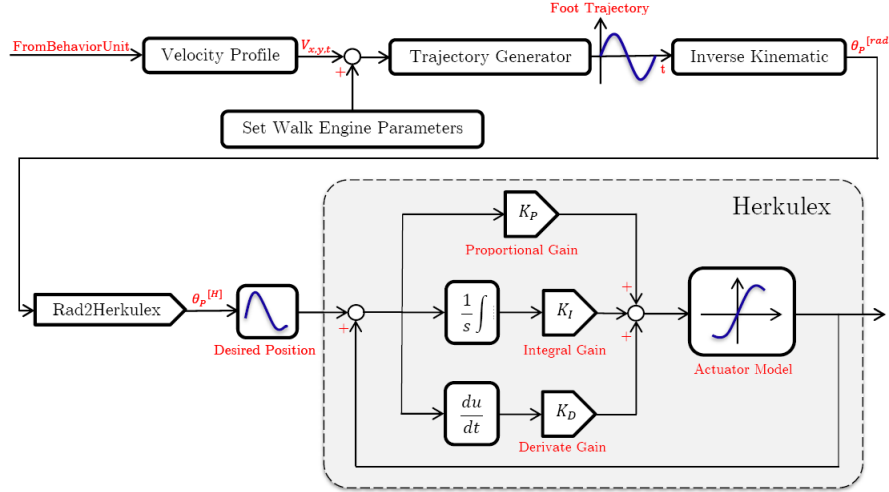 Foot Trajectory
FromBehaviorUnit
Velocity Profile
V_{x,y,t}
+
Trajectory Generator
t
Inverse Kinematic
θ_P^{[rad
Set Walk Engine Parameters
Herkulex
K_P
Proportional Gain
Rad2Herkulex
θ_P^{[H]}
Desired Position
+
1/s ∫
K_I
Integral Gain
+
+
+
Actuator Model
du/dt
K_D
Derivate Gain